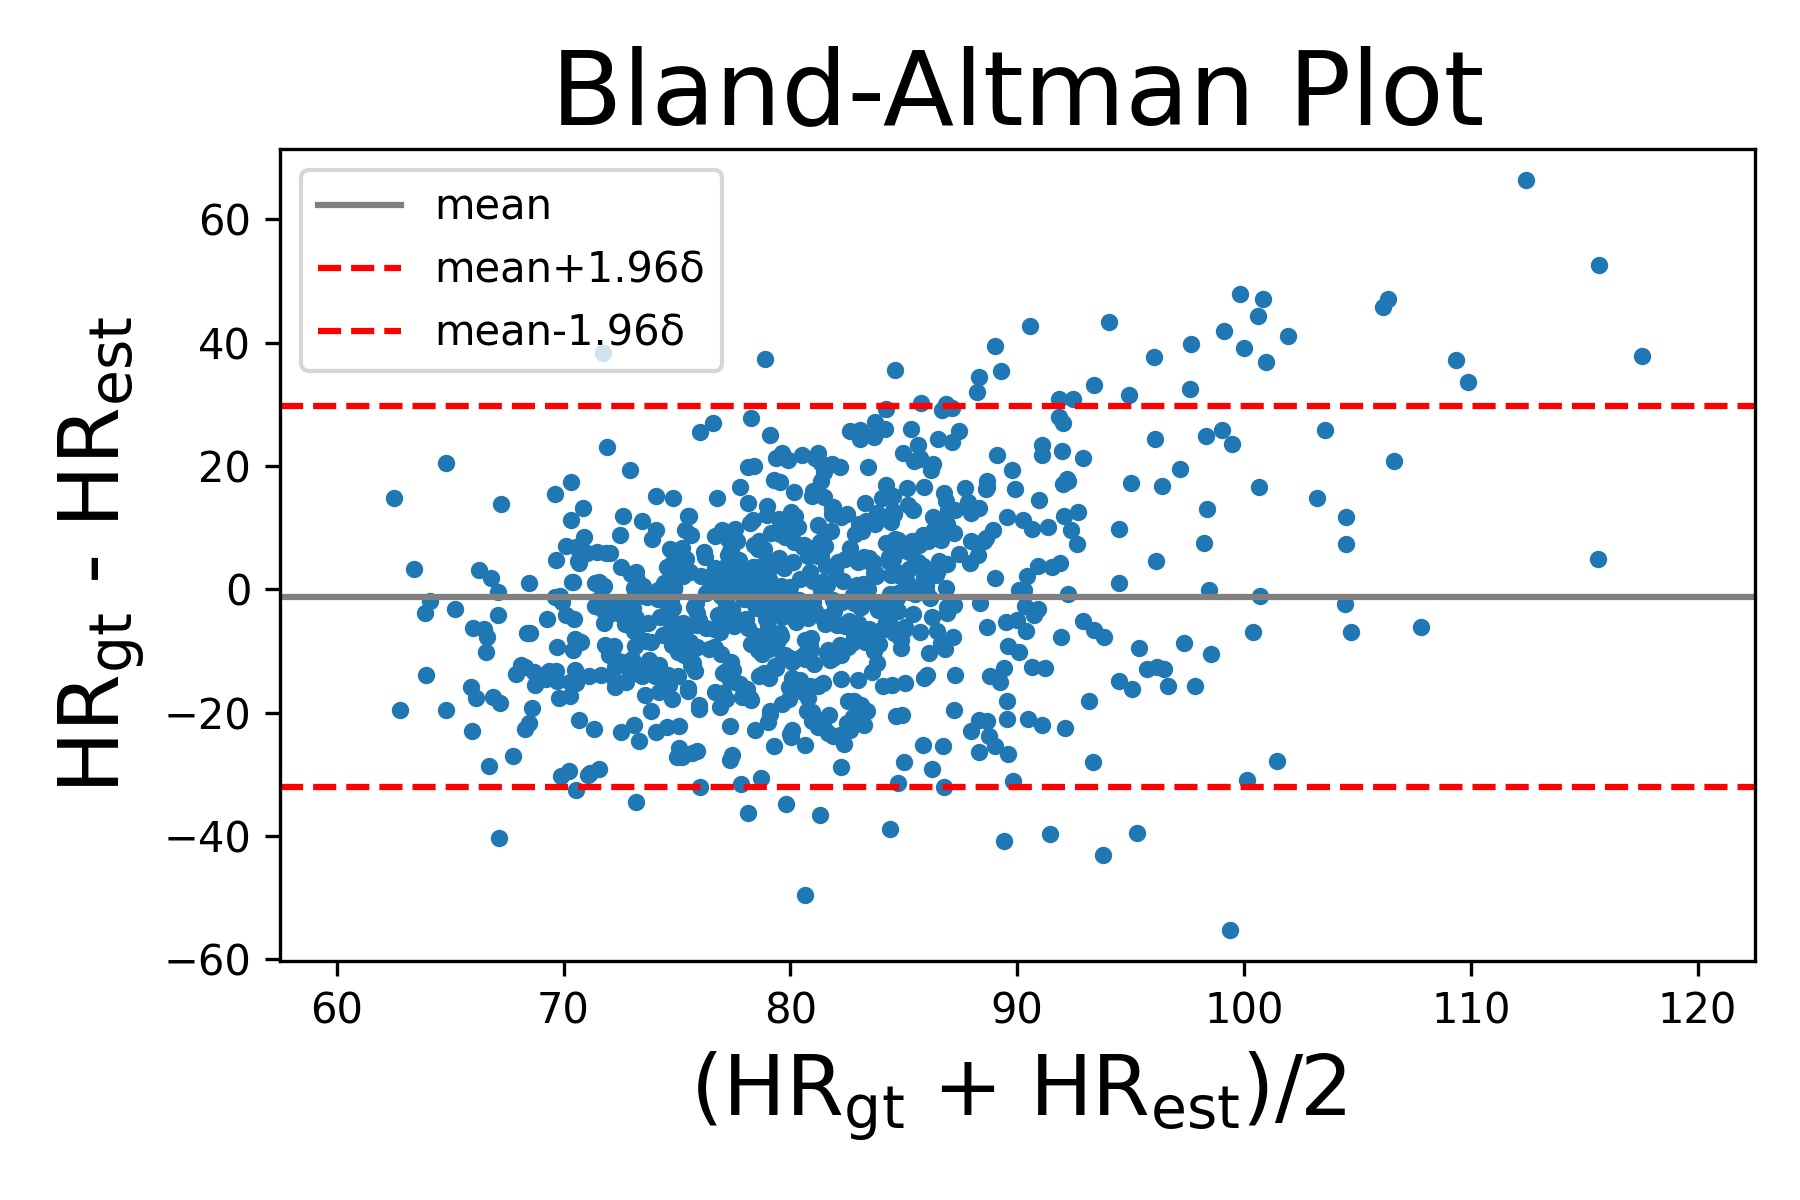 Bland-Altman Plot
mean
mean+1.96δ
mean-1.96δ
HRgt - HRest
60
40
20
0
−20
−40
−60
60 70 80 90 100 110 120
(HRgt + HRest)/2